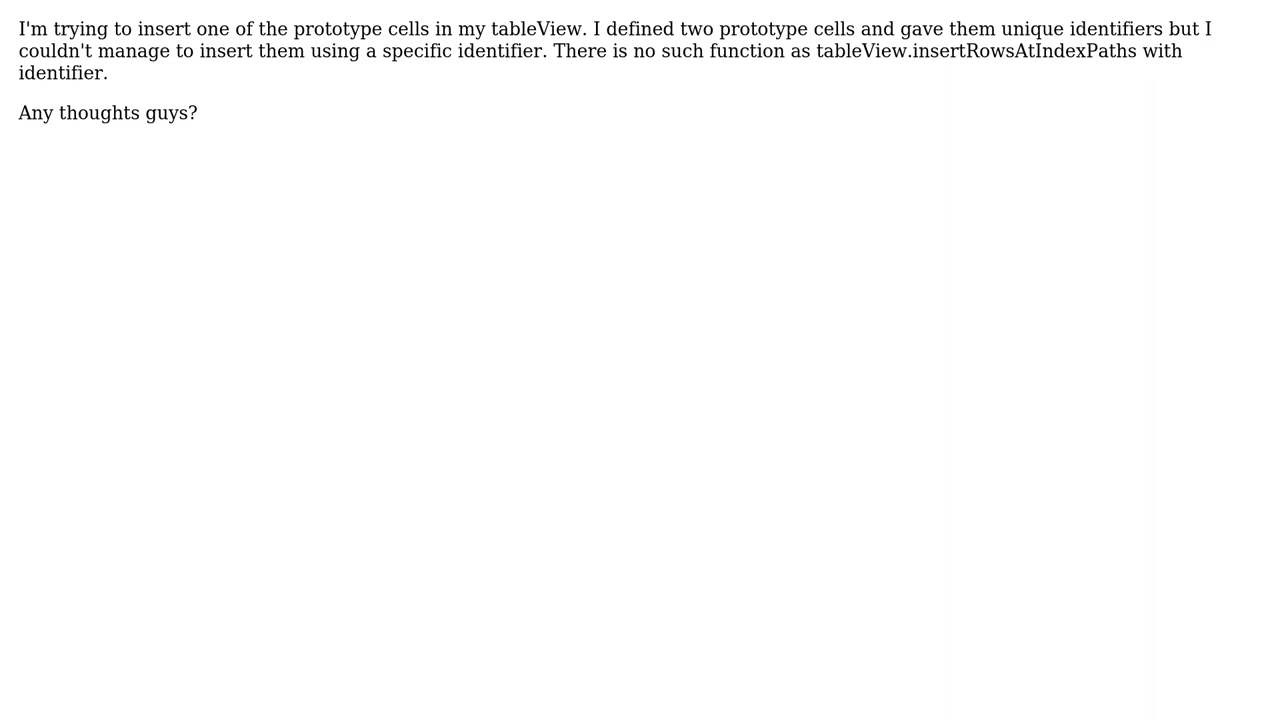 I'm trying to insert one of the prototype cells in my tableView. I defined two prototype cells and gave them unique identifiers but I
couldn't manage to insert them using a specific identifier. There is no such function as tableView.insertRowsAtIndexPaths with
identifier.
Any thoughts guys?